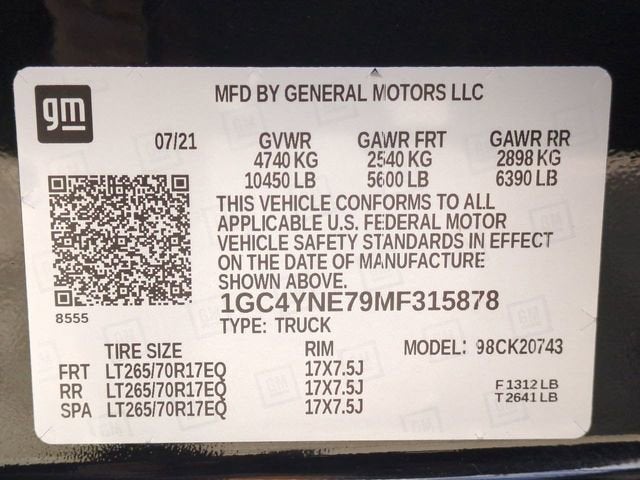 gm
MFD BY GENERAL MOTORS LLC
07/21 GVWR GAWR FRT GAWR RR
4740 KG 2540 KG 2898 KG
10450 LB 5600 LB 6390 LB
THIS VEHICLE CONFORMS TO ALL
APPLICABLE U.S. FEDERAL MOTOR
VEHICLE SAFETY STANDARDS IN EFFECT
ON THE DATE OF MANUFACTURE
SHOWN ABOVE.
8555
1GC4YNE79MF315878
TYPE: TRUCK
TIRE SIZE RIM MODEL: 98CK20743
FRT LT265/70R17EQ 17X7.5J
RR LT265/70R17EQ 17X7.5J F 1312 LB
SPA LT265/70R17EQ 17X7.5J T 2641 LB